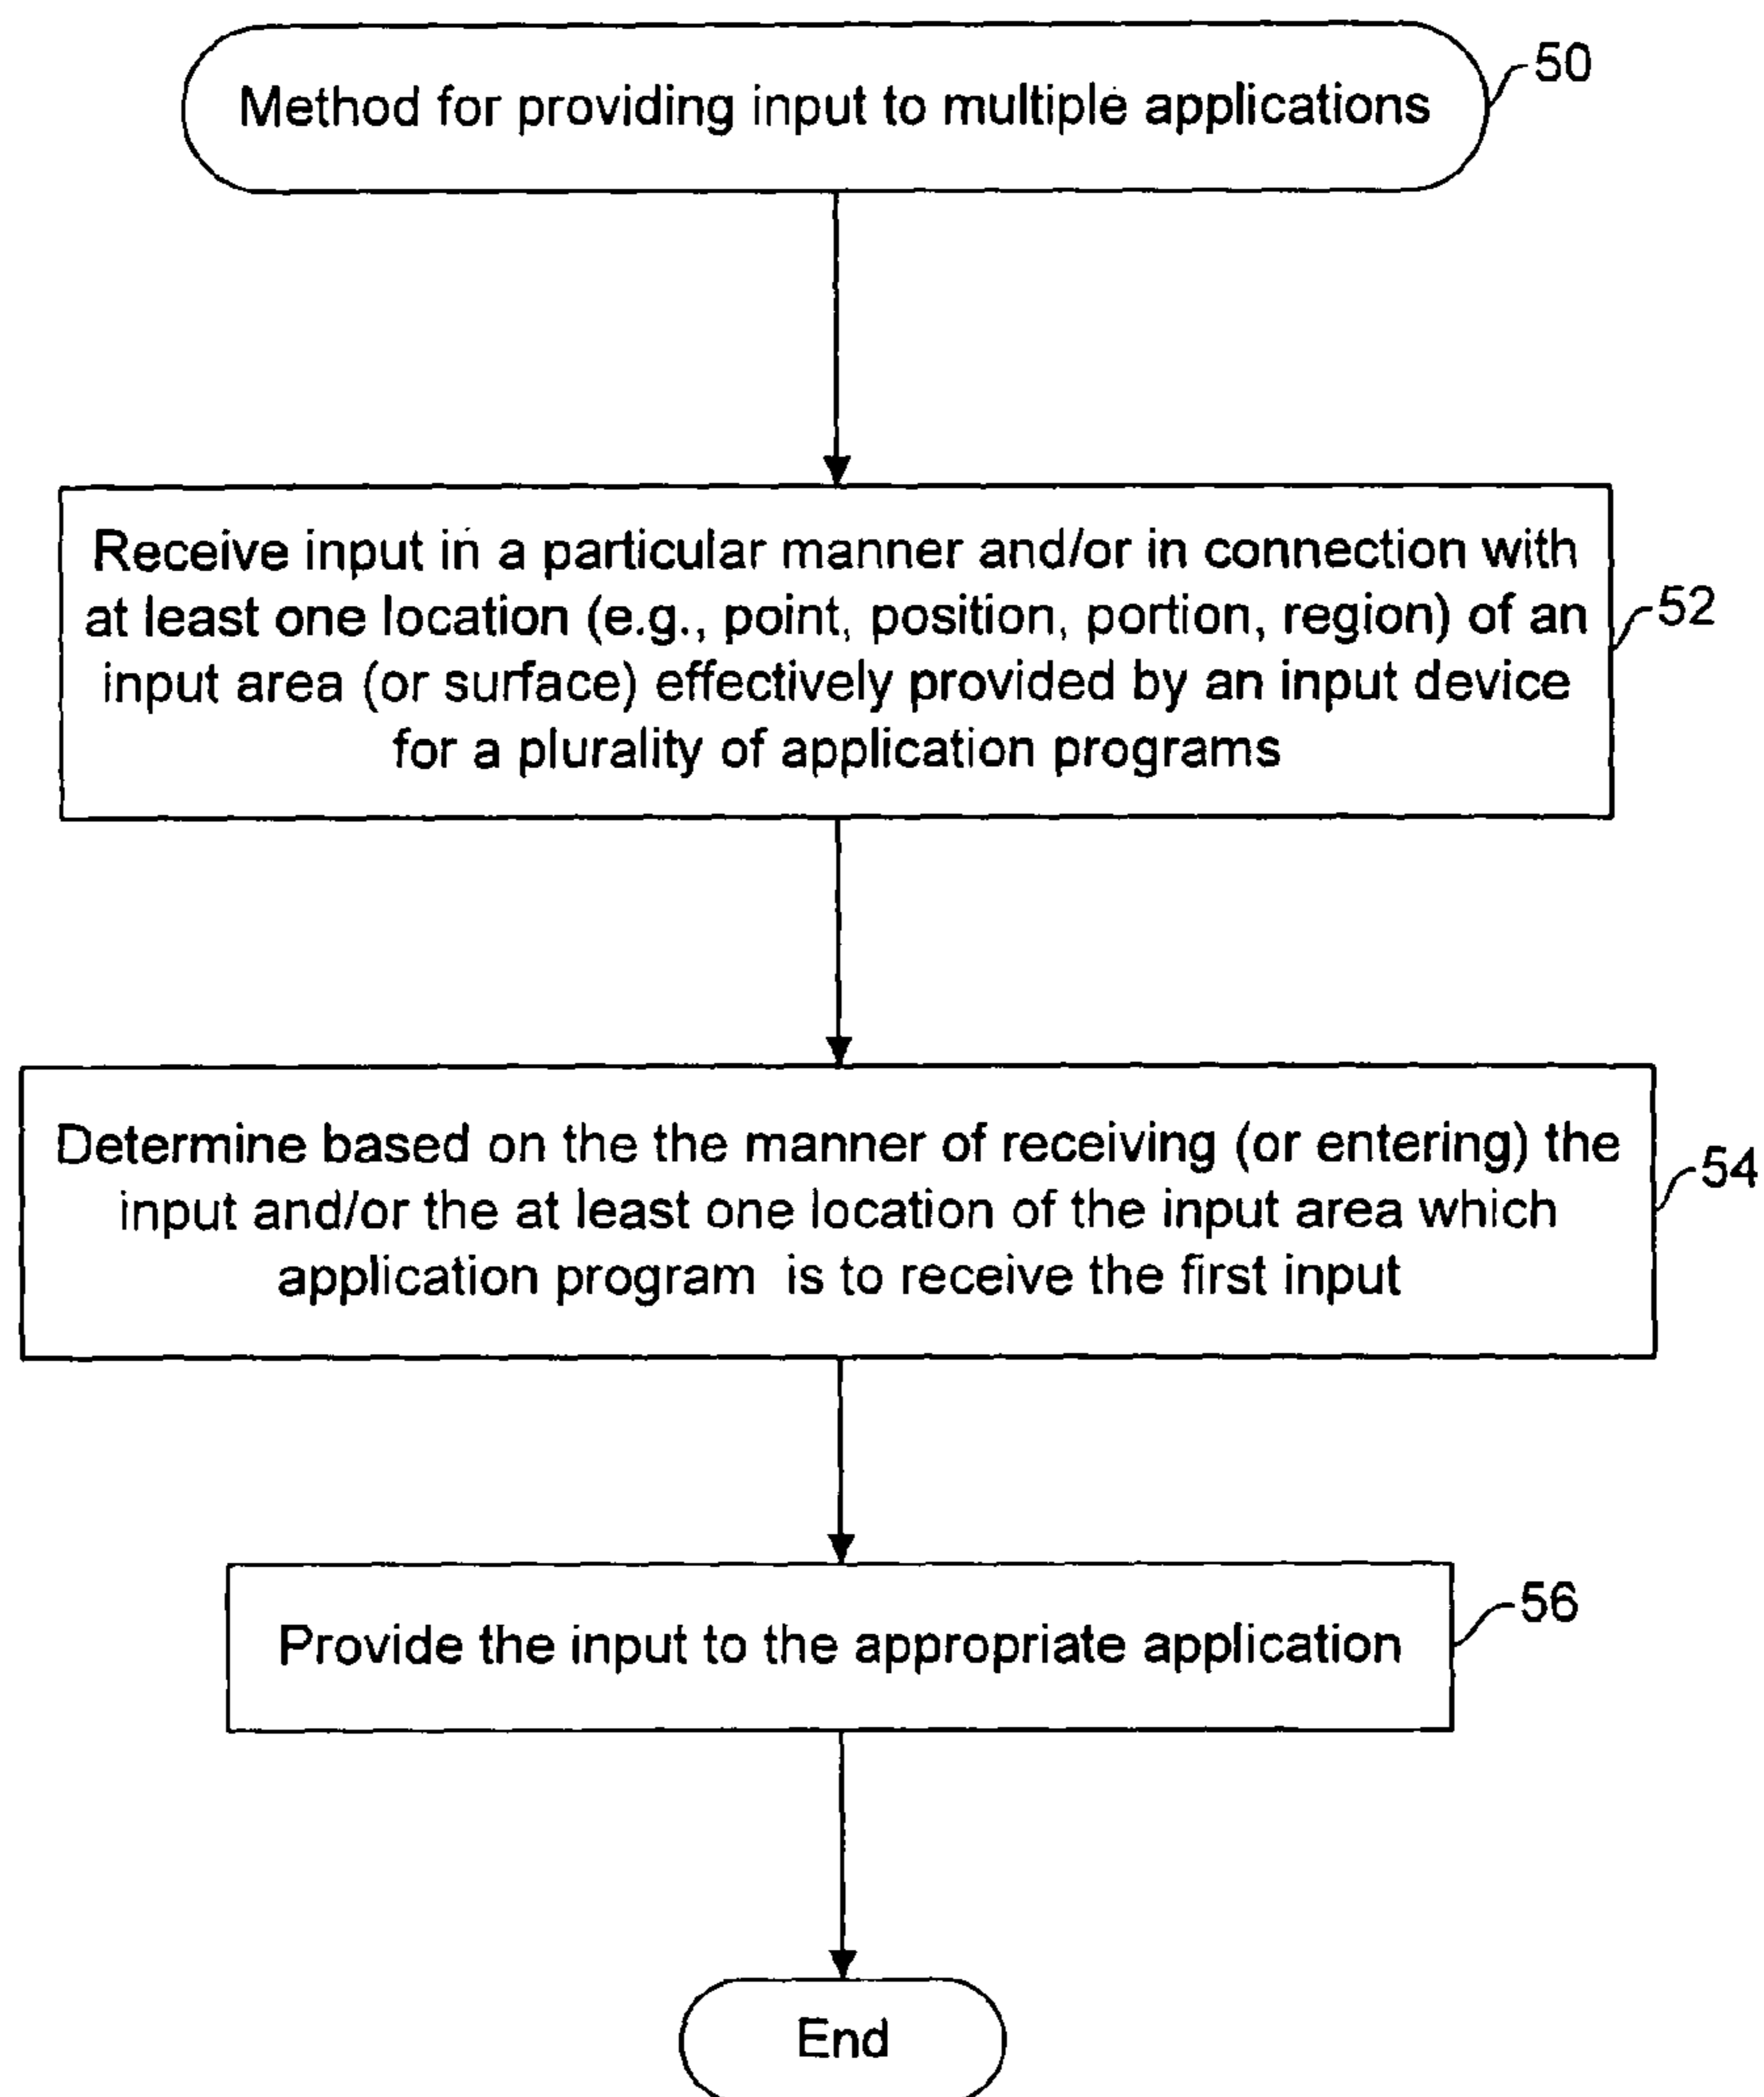 Method for providing input to multiple applications
50
Receive input in a particular manner and/or in connection with
at least one location (e.g., point, position, portion, region) of an
input area (or surface) effectively provided by an input device
for a plurality of application programs
52
Determine based on the the manner of receiving (or entering) the
input and/or the at least one location of the input area which
application program is to receive the first input
54
Provide the input to the appropriate application
56
End